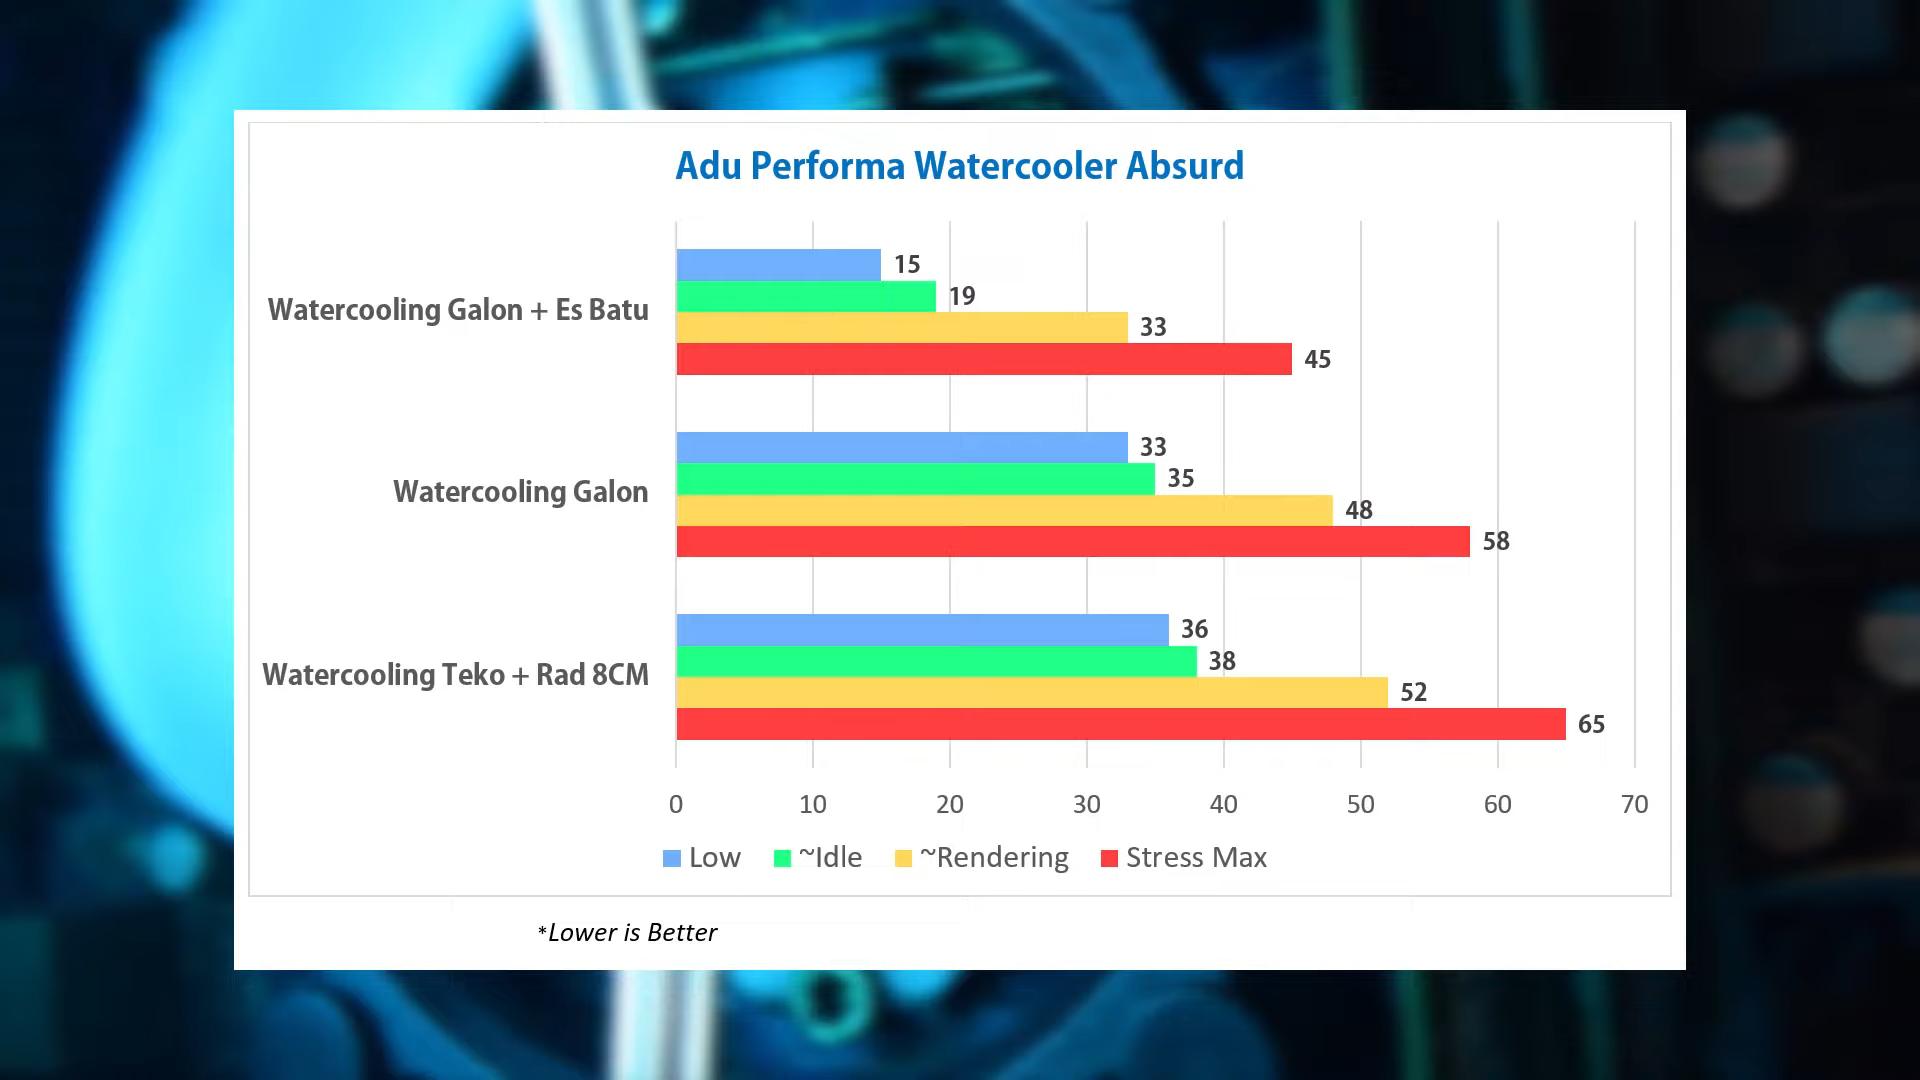 Adu Performa Watercooler Absurd
Watercooling Galon + Es Batu
15
19
33
45
Watercooling Galon
33
35
48
58
Watercooling Teko + Rad 8CM
36
38
52
65
0 10 20 30 40 50 60 70
Low ~Idle ~Rendering Stress Max
*Lower is Better